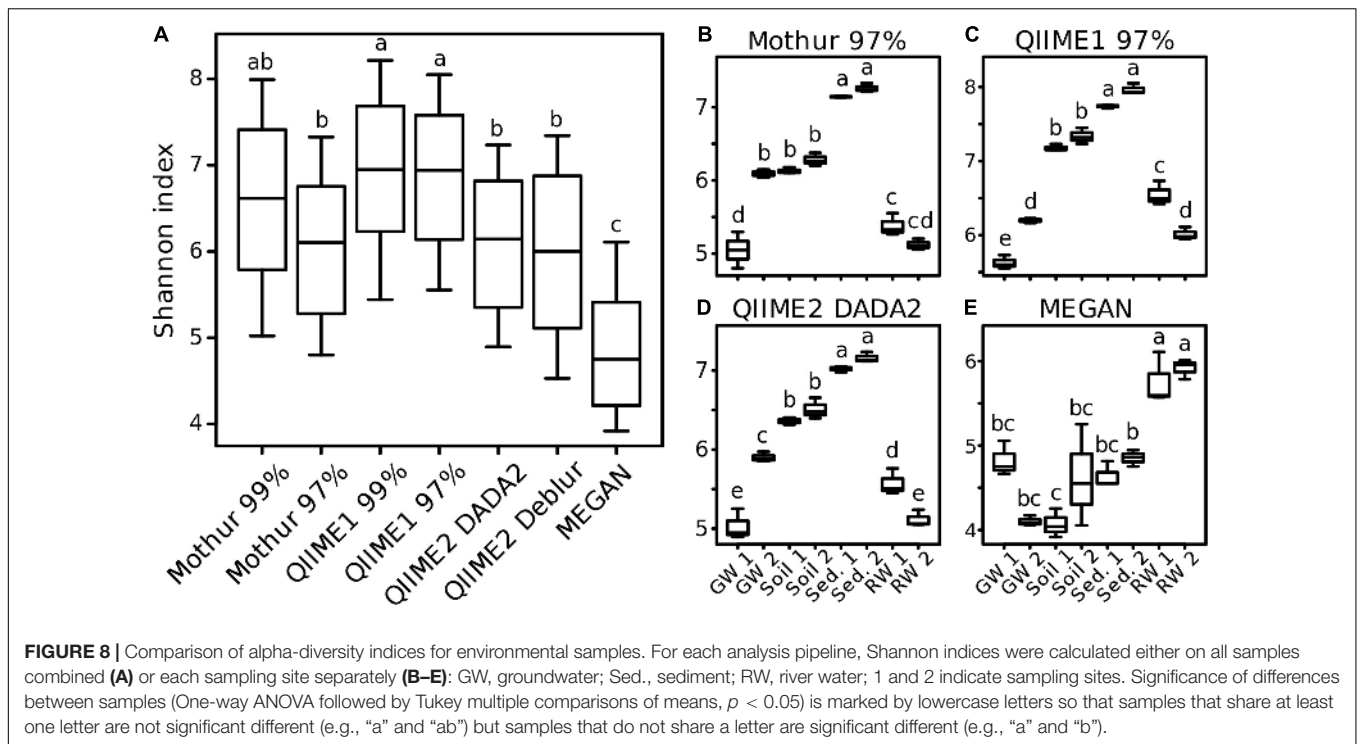 A
Shannon index
8
7
6
5
4
ab
b
a
a
b
b
c
Mothur 99%
Mothur 97%
QIIME1 99%
QIIME1 97%
QIIME2 DADA2
QIIME2 Deblur
MEGAN
B
Mothur 97%
7
6
5
d
b
b
b
a
a
c
cd
C
QIIME1 97%
8
7
6
e
d
b
b
a
a
c
d
D
QIIME2 DADA2
7
6
5
e
c
b
b
a
a
d
e
GW 1
GW 2
Soil 1
Soil 2
Sed. 1
Sed. 2
RW 1
RW 2
E
MEGAN
6
5
4
bc
bc
c
bc
bc
b
a
a
GW 1
GW 2
Soil 1
Soil 2
Sed. 1
Sed. 2
RW 1
RW 2
FIGURE 8 | Comparison of alpha-diversity indices for environmental samples. For each analysis pipeline, Shannon indices were calculated either on all samples
combined (A) or each sampling site separately (B–E): GW, groundwater; Sed., sediment; RW, river water; 1 and 2 indicate sampling sites. Significance of differences
between samples (One-way ANOVA followed by Tukey multiple comparisons of means, p < 0.05) is marked by lowercase letters so that samples that share at least
one letter are not significant different (e.g., “a” and “ab”) but samples that do not share a letter are significant different (e.g., “a” and “b”).